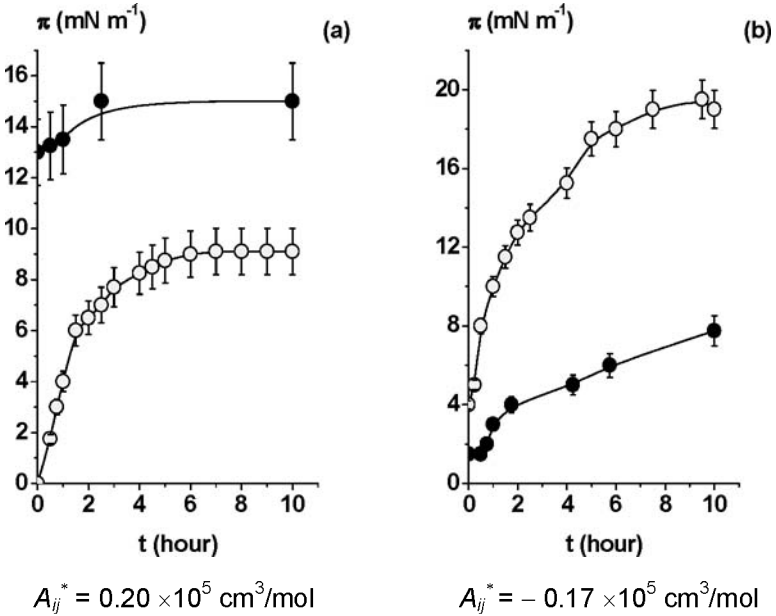 π (mN m⁻¹) (a)
16
14
12
10
8
6
4
2
0
0 2 4 6 8 10
t (hour)
Aᵢⱼ* = 0.20 ×10⁵ cm³/mol
π (mN m⁻¹) (b)
20
16
12
8
4
0
0 2 4 6 8 10
t (hour)
Aᵢⱼ* = − 0.17 ×10⁵ cm³/mol